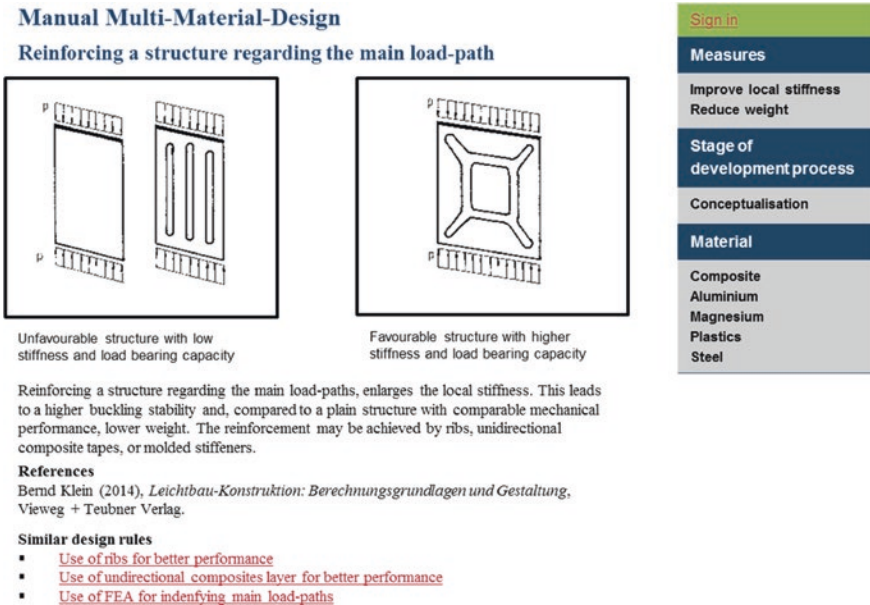 Manual Multi-Material-Design
Reinforcing a structure regarding the main load-path
p
p
Unfavourable structure with low
stiffness and load bearing capacity
p
p
Favourable structure with higher
stiffness and load bearing capacity
Reinforcing a structure regarding the main load-paths, enlarges the local stiffness. This leads
to a higher buckling stability and, compared to a plain structure with comparable mechanical
performance, lower weight. The reinforcement may be achieved by ribs, unidirectional
composite tapes, or molded stiffeners.
References
Bernd Klein (2014), Leichtbau-Konstruktion: Berechnungsgrundlagen und Gestaltung,
Vieweg + Teubner Verlag.
Similar design rules
▪ Use of ribs for better performance
▪ Use of undirectional composites layer for better performance
▪ Use of FEA for indenfying main load-paths
Sign in
Measures
Improve local stiffness
Reduce weight
Stage of
development process
Conceptualisation
Material
Composite
Aluminium
Magnesium
Plastics
Steel